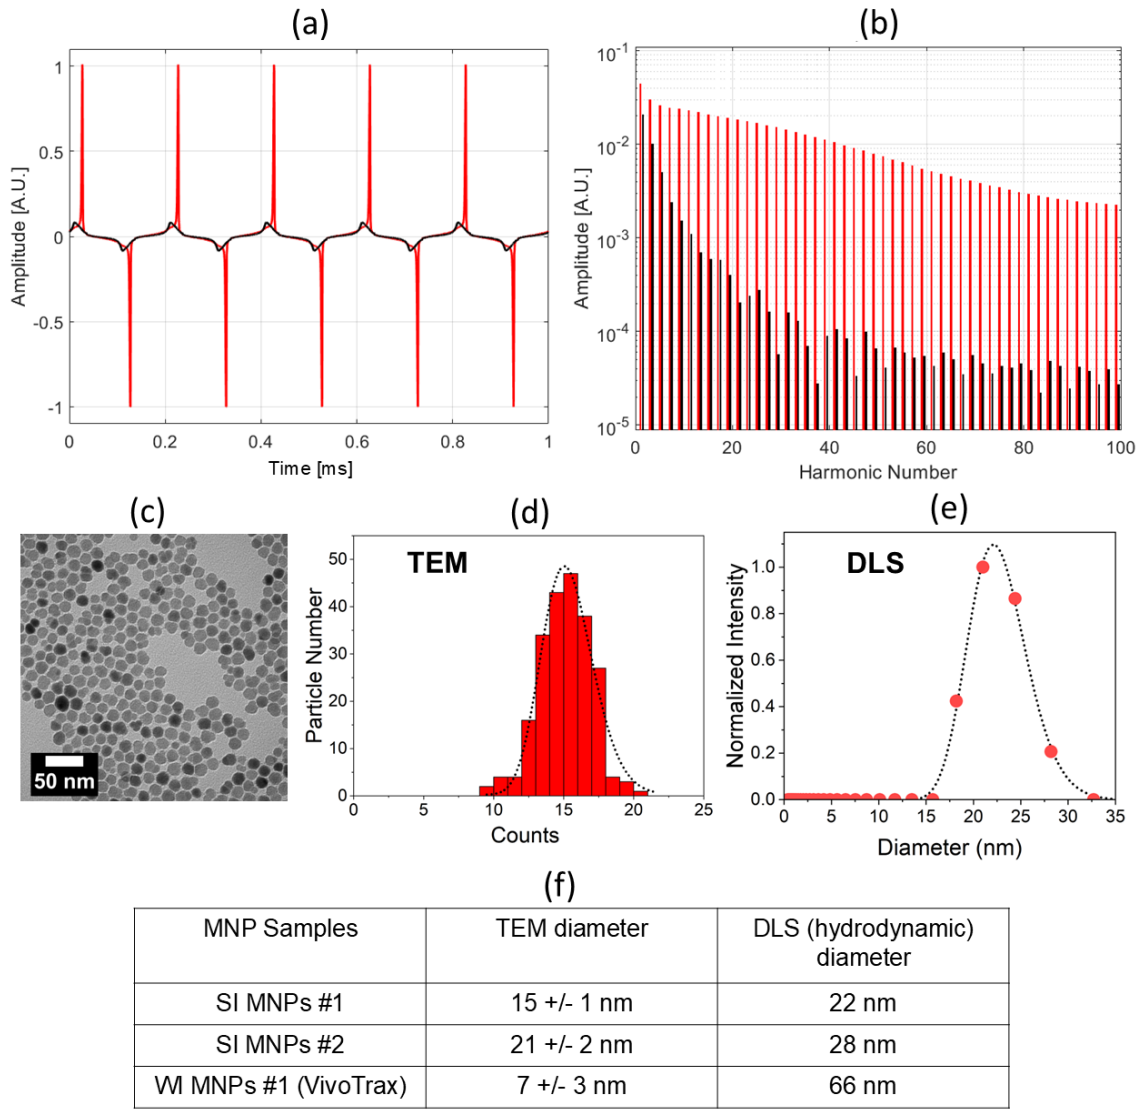 (a)
(b)
1
0.5
0
-0.5
-1
Amplitude [A.U.]
0
0.2
0.4
0.6
0.8
1
Time [ms]
10-1
10-2
10-3
10-4
10-5
Amplitude [A.U.]
0
20
40
60
80
100
Harmonic Number
(c)
(d)
(e)
50 nm
TEM
50
40
30
20
10
0
Particle Number
0
5
10
15
20
25
Counts
DLS
1.0
0.8
0.6
0.4
0.2
0.0
Normalized Intensity
0
5
10
15
20
25
30
35
Diameter (nm)
(f)
MNP Samples
TEM diameter
DLS (hydrodynamic)
diameter
SI MNPs #1
15 +/- 1 nm
22 nm
SI MNPs #2
21 +/- 2 nm
28 nm
WI MNPs #1 (VivoTrax)
7 +/- 3 nm
66 nm